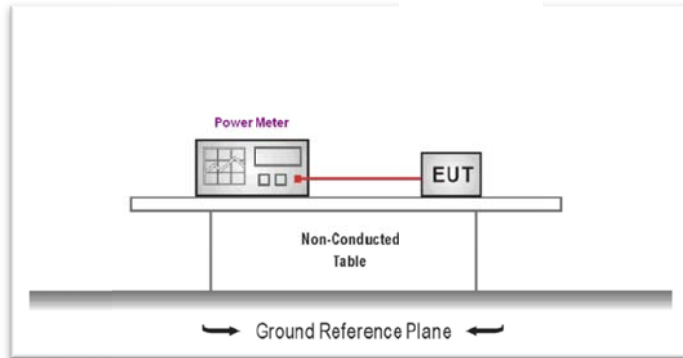 Power Meter
EUT
Non-Conducted
Table
Ground Reference Plane